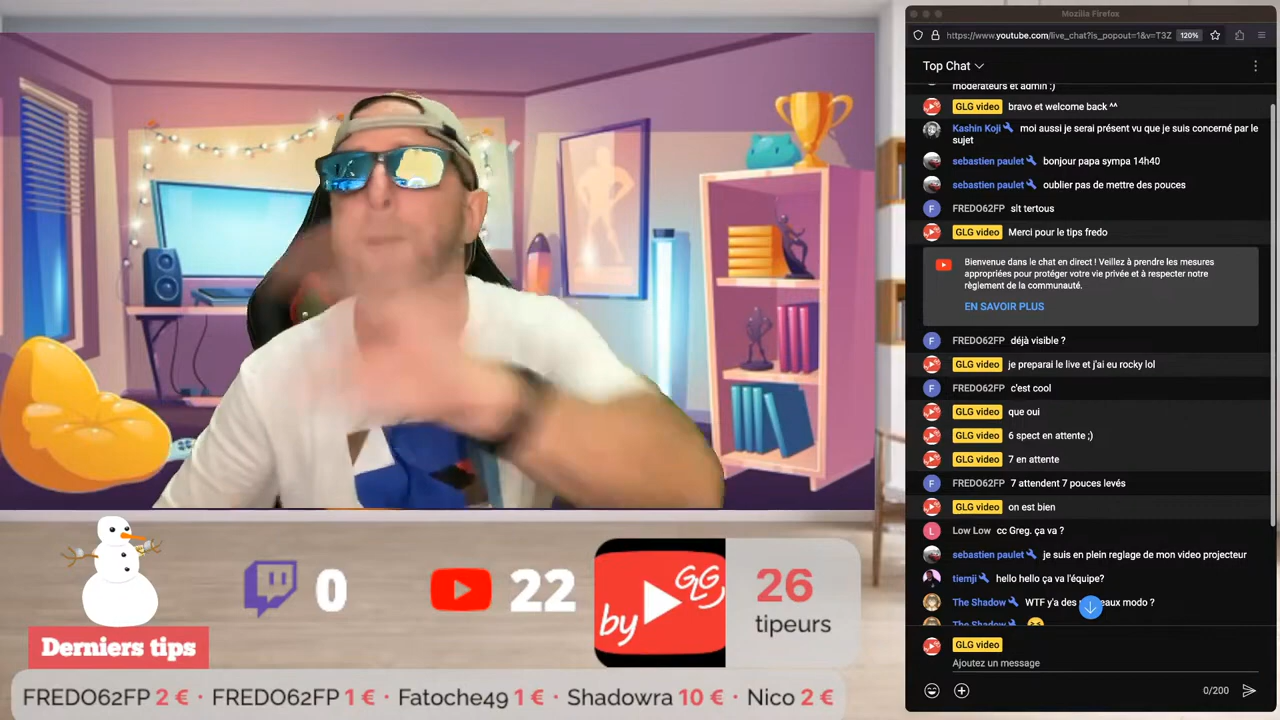 Mozilla Firefox
https://www.youtube.com/live_chat?is_popout=1&v=T3Z 120%
Top Chat
moderateurs et admin :)
GLG video bravo et welcome back ^^
Kashin Koji moi aussi je serai présent vu que je suis concerné par le
sujet
sebastien paulet bonjour papa sympa 14h40
sebastien paulet oublier pas de mettre des pouces
FREDO62FP slt tertous
GLG video Merci pour le tips fredo
Bienvenue dans le chat en direct ! Veillez à prendre les mesures
appropriées pour protéger votre vie privée et à respecter notre
règlement de la communauté.
EN SAVOIR PLUS
FREDO62FP déjà visible ?
GLG video je preparai le live et j'ai eu rocky lol
FREDO62FP c'est cool
GLG video que oui
GLG video 6 spect en attente ;)
GLG video 7 en attente
FREDO62FP 7 attendent 7 pouces levés
GLG video on est bien
Low Low cc Greg. ça va ?
sebastien paulet je suis en plein reglage de mon video projecteur
tiemji hello hello ça va l'équipe?
The Shadow WTF y'a des modo ?
The Shadow
GLG video
Ajoutez un message
0/200
0
22
by GLG
26
tipeurs
Derniers tips
FREDO62FP 2 € · FREDO62FP 1 € · Fatoche49 1 € · Shadowra 10 € · Nico 2 €